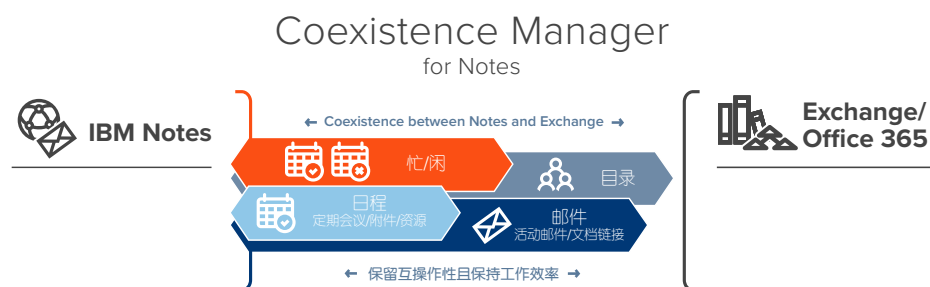 Coexistence Manager
for Notes
IBM Notes
← Coexistence between Notes and Exchange →
忙/闲
目录
日程
定期会议/附件/资源
邮件
活动邮件/文档链接
← 保留互操作性且保持工作效率 →
Exchange/
Office 365